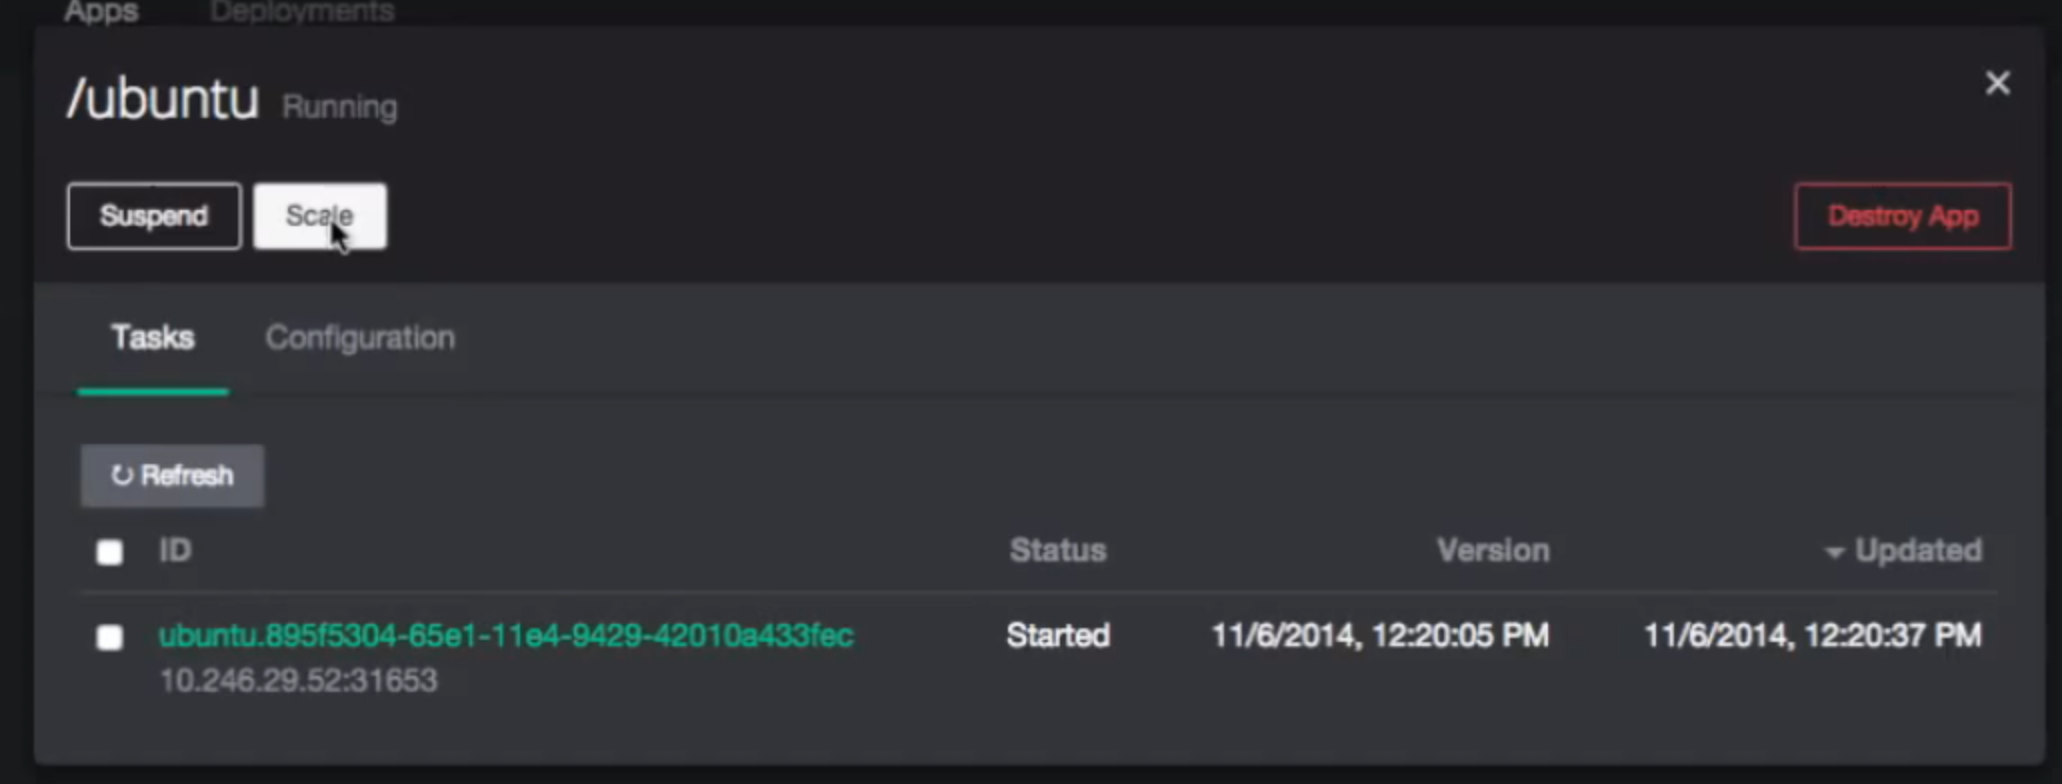 Apps Deployments
/ubuntu Running
×
Suspend Scale Destroy App
Tasks Configuration
↻ Refresh
ID Status Version Updated
ubuntu.895f5304-65e1-11e4-9429-42010a433fec Started 11/6/2014, 12:20:05 PM 11/6/2014, 12:20:37 PM
10.246.29.52:31653